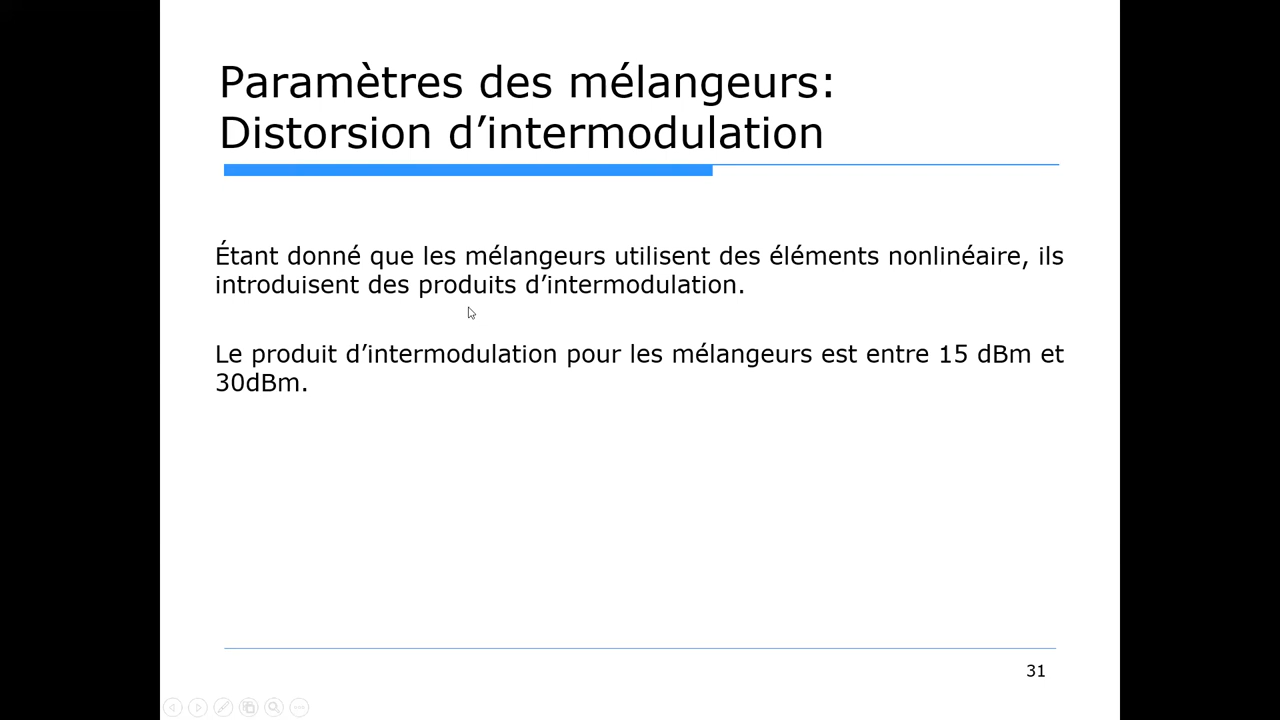 Paramètres des mélangeurs:
Distorsion d’intermodulation
Étant donné que les mélangeurs utilisent des éléments nonlinéaire, ils
introduisent des produits d’intermodulation.
Le produit d’intermodulation pour les mélangeurs est entre 15 dBm et
30dBm.
31